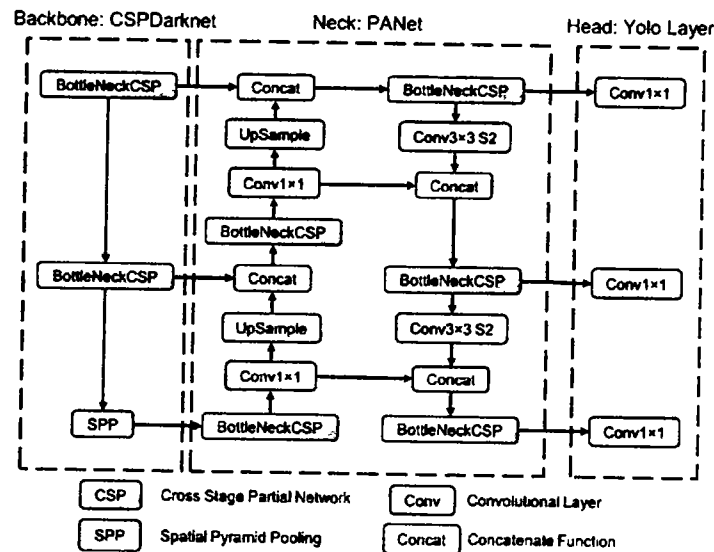 Backbone: CSPDarknet Neck: PANet Head: Yolo Layer
BottleNeckCSP Concat BottleNeckCSP Conv1×1
UpSample Conv3×3 S2
Conv1×1 Concat
BottleNeckCSP
BottleNeckCSP Concat BottleNeckCSP Conv1×1
UpSample Conv3×3 S2
Conv1×1 Concat
SPP BottleNeckCSP BottleNeckCSP Conv1×1
CSP Cross Stage Partial Network Conv Convolutional Layer
SPP Spatial Pyramid Pooling Concat Concatenate Function